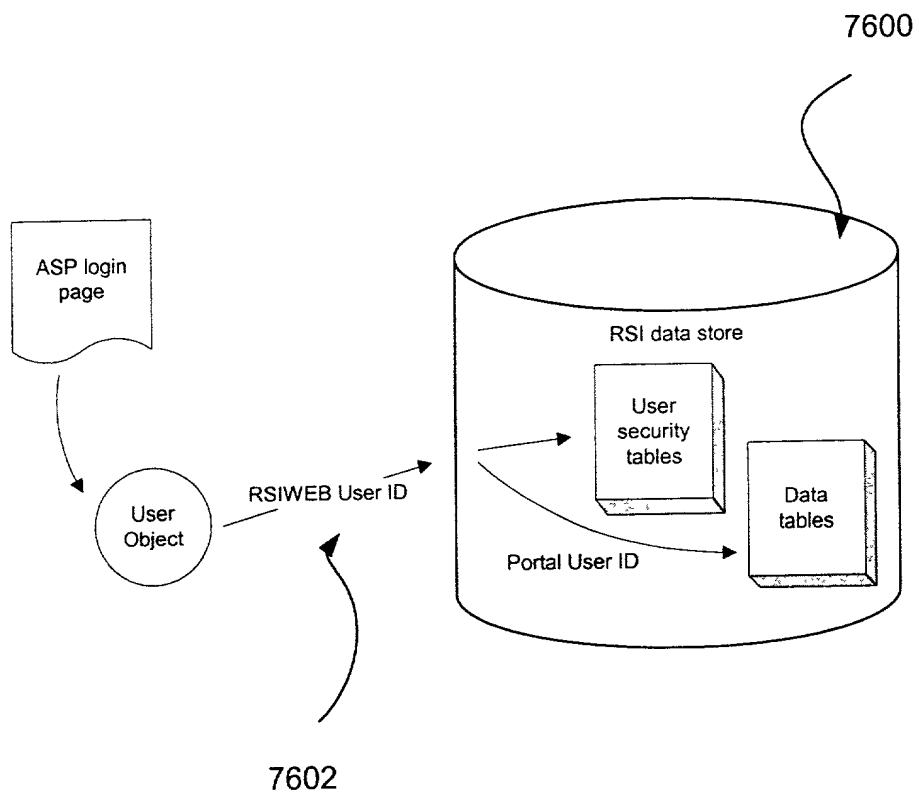 7600
ASP login
page
RSI data store
User
security
tables
Data
tables
User
Object
RSIWEB User ID
Portal User ID
7602